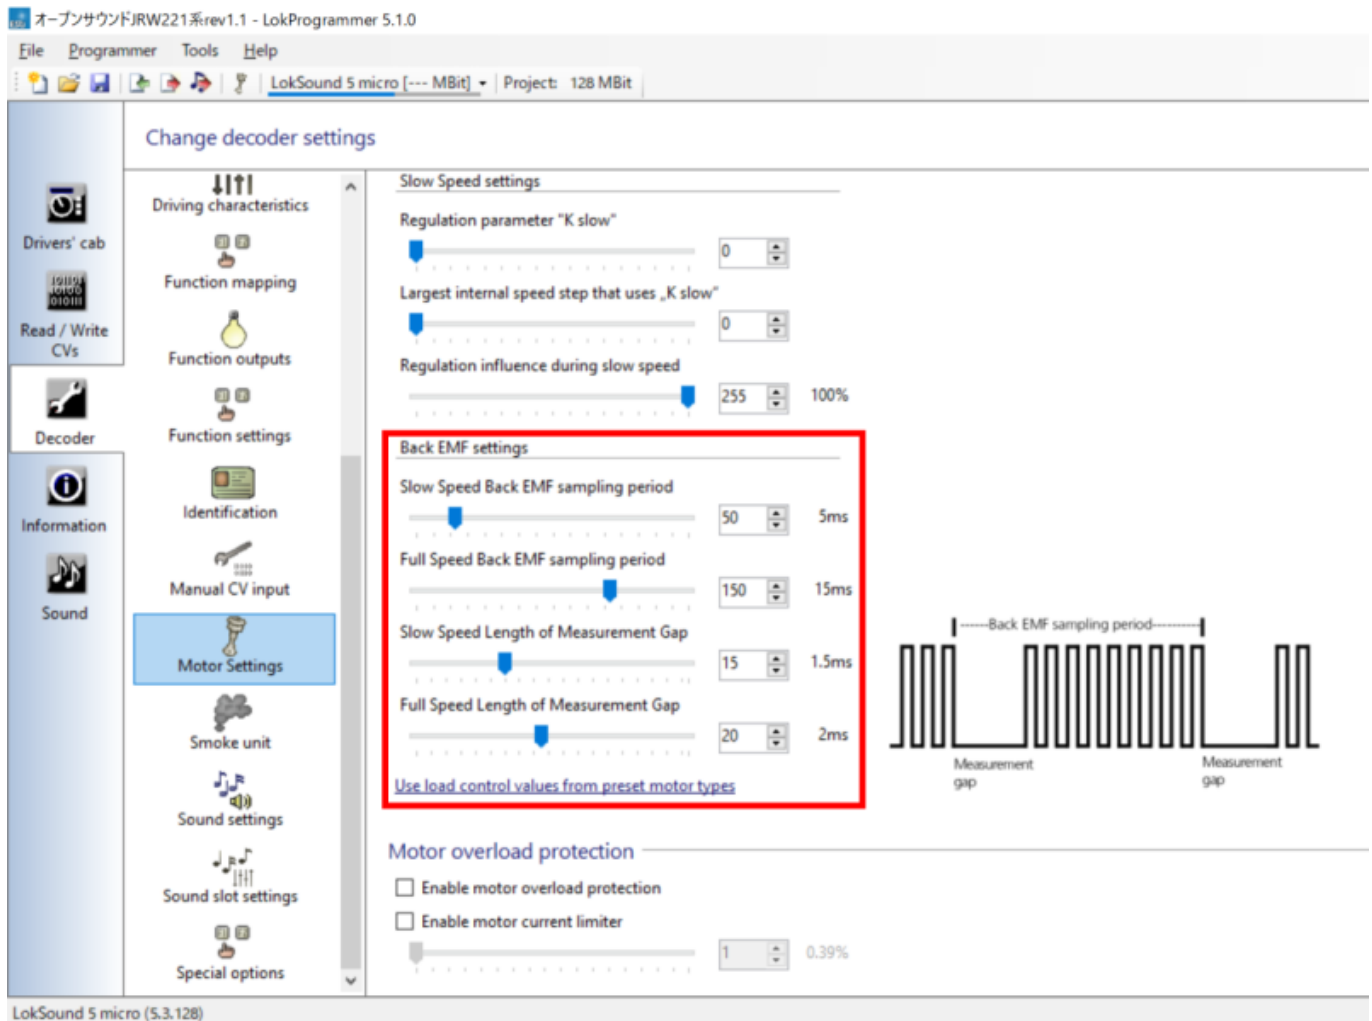 オープンサウンドJRW221系rev1.1 - LokProgrammer 5.1.0
File Programmer Tools Help
LokSound 5 micro [--- MBit] Project: 128 MBit
Change decoder settings
Drivers' cab
Read / Write
CVs
Decoder
Information
Sound
Driving characteristics
Function mapping
Function outputs
Function settings
Identification
Manual CV input
Motor Settings
Smoke unit
Sound settings
Sound slot settings
Special options
Slow Speed settings
Regulation parameter "K slow"
0
Largest internal speed step that uses „K slow"
0
Regulation influence during slow speed
255 100%
Back EMF settings
Slow Speed Back EMF sampling period
50 5ms
Full Speed Back EMF sampling period
150 15ms
Slow Speed Length of Measurement Gap
15 1.5ms
Full Speed Length of Measurement Gap
20 2ms
Use load control values from preset motor types
Back EMF sampling period
Measurement
gap
Measurement
gap
Motor overload protection
Enable motor overload protection
Enable motor current limiter
1 0.39%
LokSound 5 micro (5.3.128)